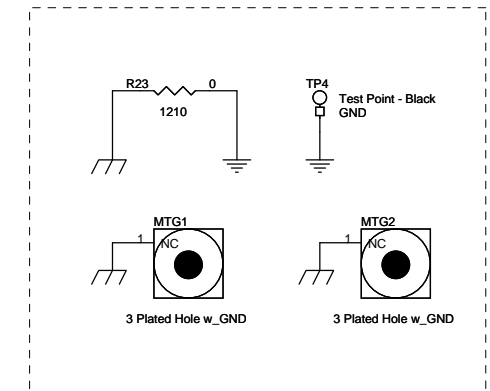 R23 0
1210
TP4
Test Point - Black
GND
MTG1
1 NC
3 Plated Hole w_GND
MTG2
1 NC
3 Plated Hole w_GND